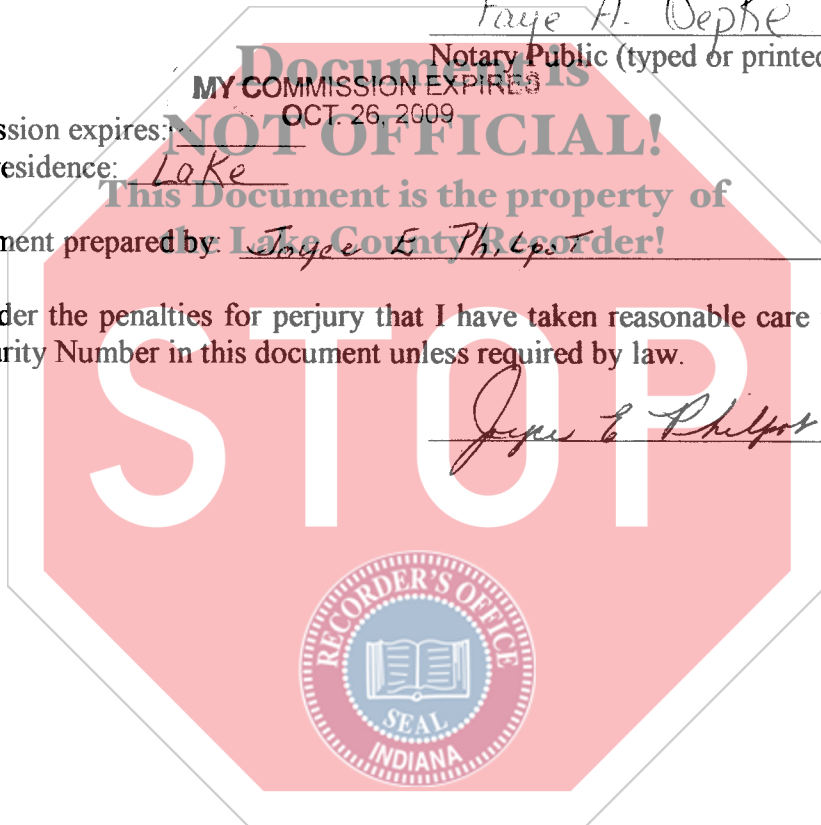 Faye A. Depke
Notary Public (typed or printed
Document is
MY COMMISSION EXPIRES
OCT. 26, 2009
ssion expires:
NOT OFFICIAL!
esidence: Lake
This Document is the property of
ment prepared by: Joyce E Philpot
the Lake County Recorder!
der the penalties for perjury that I have taken reasonable care
urity Number in this document unless required by law.
Joyce E Philpot
STOP
RECORDER'S OFFICE
SEAL
INDIANA